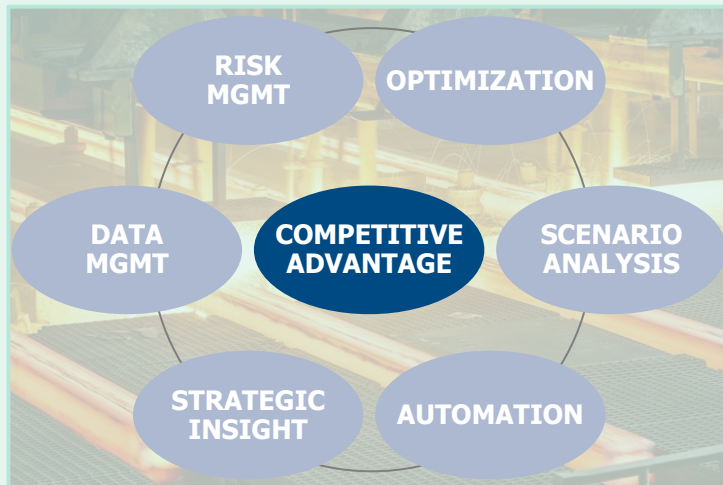 RISK
MGMT
OPTIMIZATION
DATA
MGMT
COMPETITIVE
ADVANTAGE
SCENARIO
ANALYSIS
STRATEGIC
INSIGHT
AUTOMATION